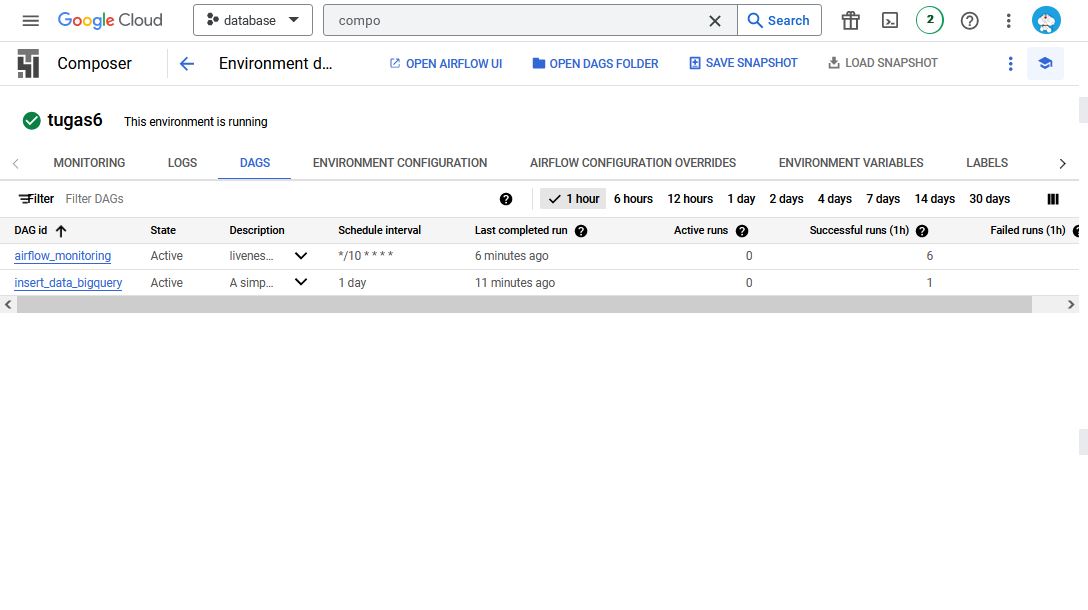 Google Cloud database compo Search 2
Composer Environment d... OPEN AIRFLOW UI OPEN DAGS FOLDER SAVE SNAPSHOT LOAD SNAPSHOT
tugas6 This environment is running
MONITORING LOGS DAGS ENVIRONMENT CONFIGURATION AIRFLOW CONFIGURATION OVERRIDES ENVIRONMENT VARIABLES LABELS
Filter Filter DAGs 1 hour 6 hours 12 hours 1 day 2 days 4 days 7 days 14 days 30 days
DAG id State Description Schedule interval Last completed run Active runs Successful runs (1h) Failed runs (1h)
airflow_monitoring Active livenes... */10 * * * * 6 minutes ago 0 6
insert_data_bigquery Active A simp... 1 day 11 minutes ago 0 1